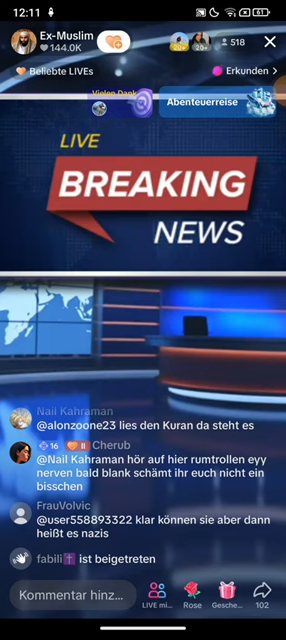 12:11
61
Ex-Muslim
144.0K
20+
20+
518
Beliebte LIVEs
Erkunden >
Vielen Dank
Abenteuerreise
LIVE
BREAKING
NEWS
Nail Kahraman
@alonzoone23 lies den Kuran da steht es
16 II Cherub
@Nail Kahraman hör auf hier rumtrollen eyy
nerven bald blank schämt ihr euch nicht ein
bisschen
FrauVolvic
@user558893322 klar können sie aber dann
heißt es nazis
fabili✝️ ist beigetreten
Kommentar hinz...
LIVE mi...
Rose
Gesche...
102